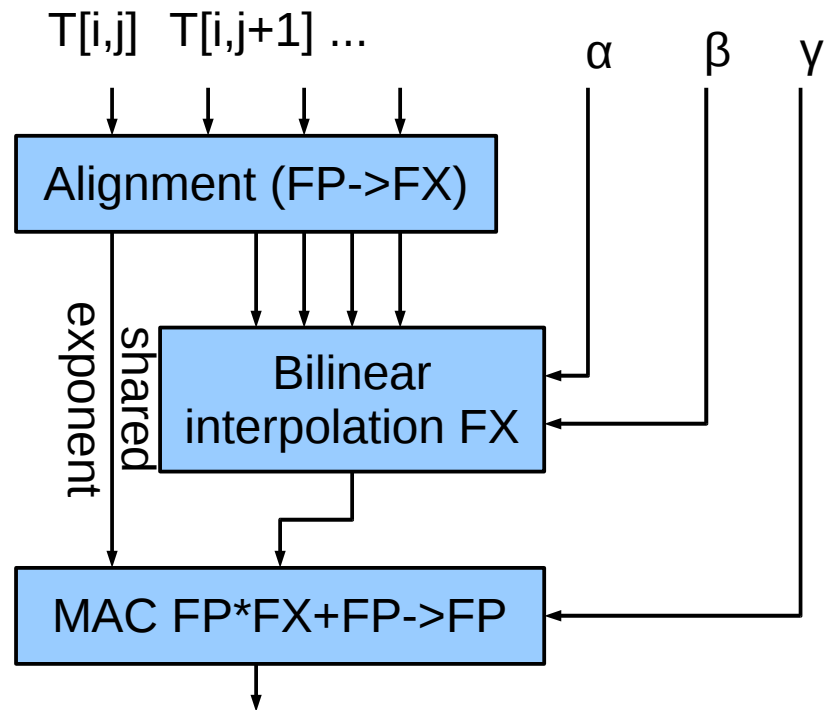 T[i,j] T[i,j+1] ...
α
β
γ
Alignment (FP->FX)
shared
exponent
Bilinear
interpolation FX
MAC FP*FX+FP->FP